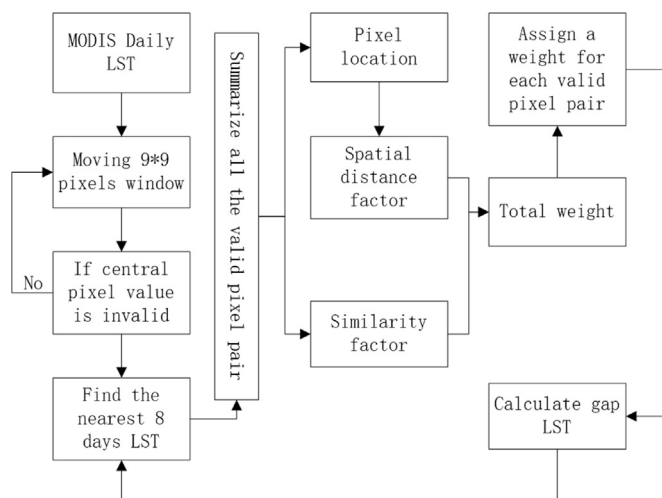 MODIS Daily
LST
Moving 9*9
pixels window
No
If central
pixel value
is invalid
Find the
nearest 8
days LST
Summarize all the valid pixel pair
Pixel
location
Spatial
distance
factor
Similarity
factor
Total weight
Assign a
weight for
each valid
pixel pair
Calculate gap
LST